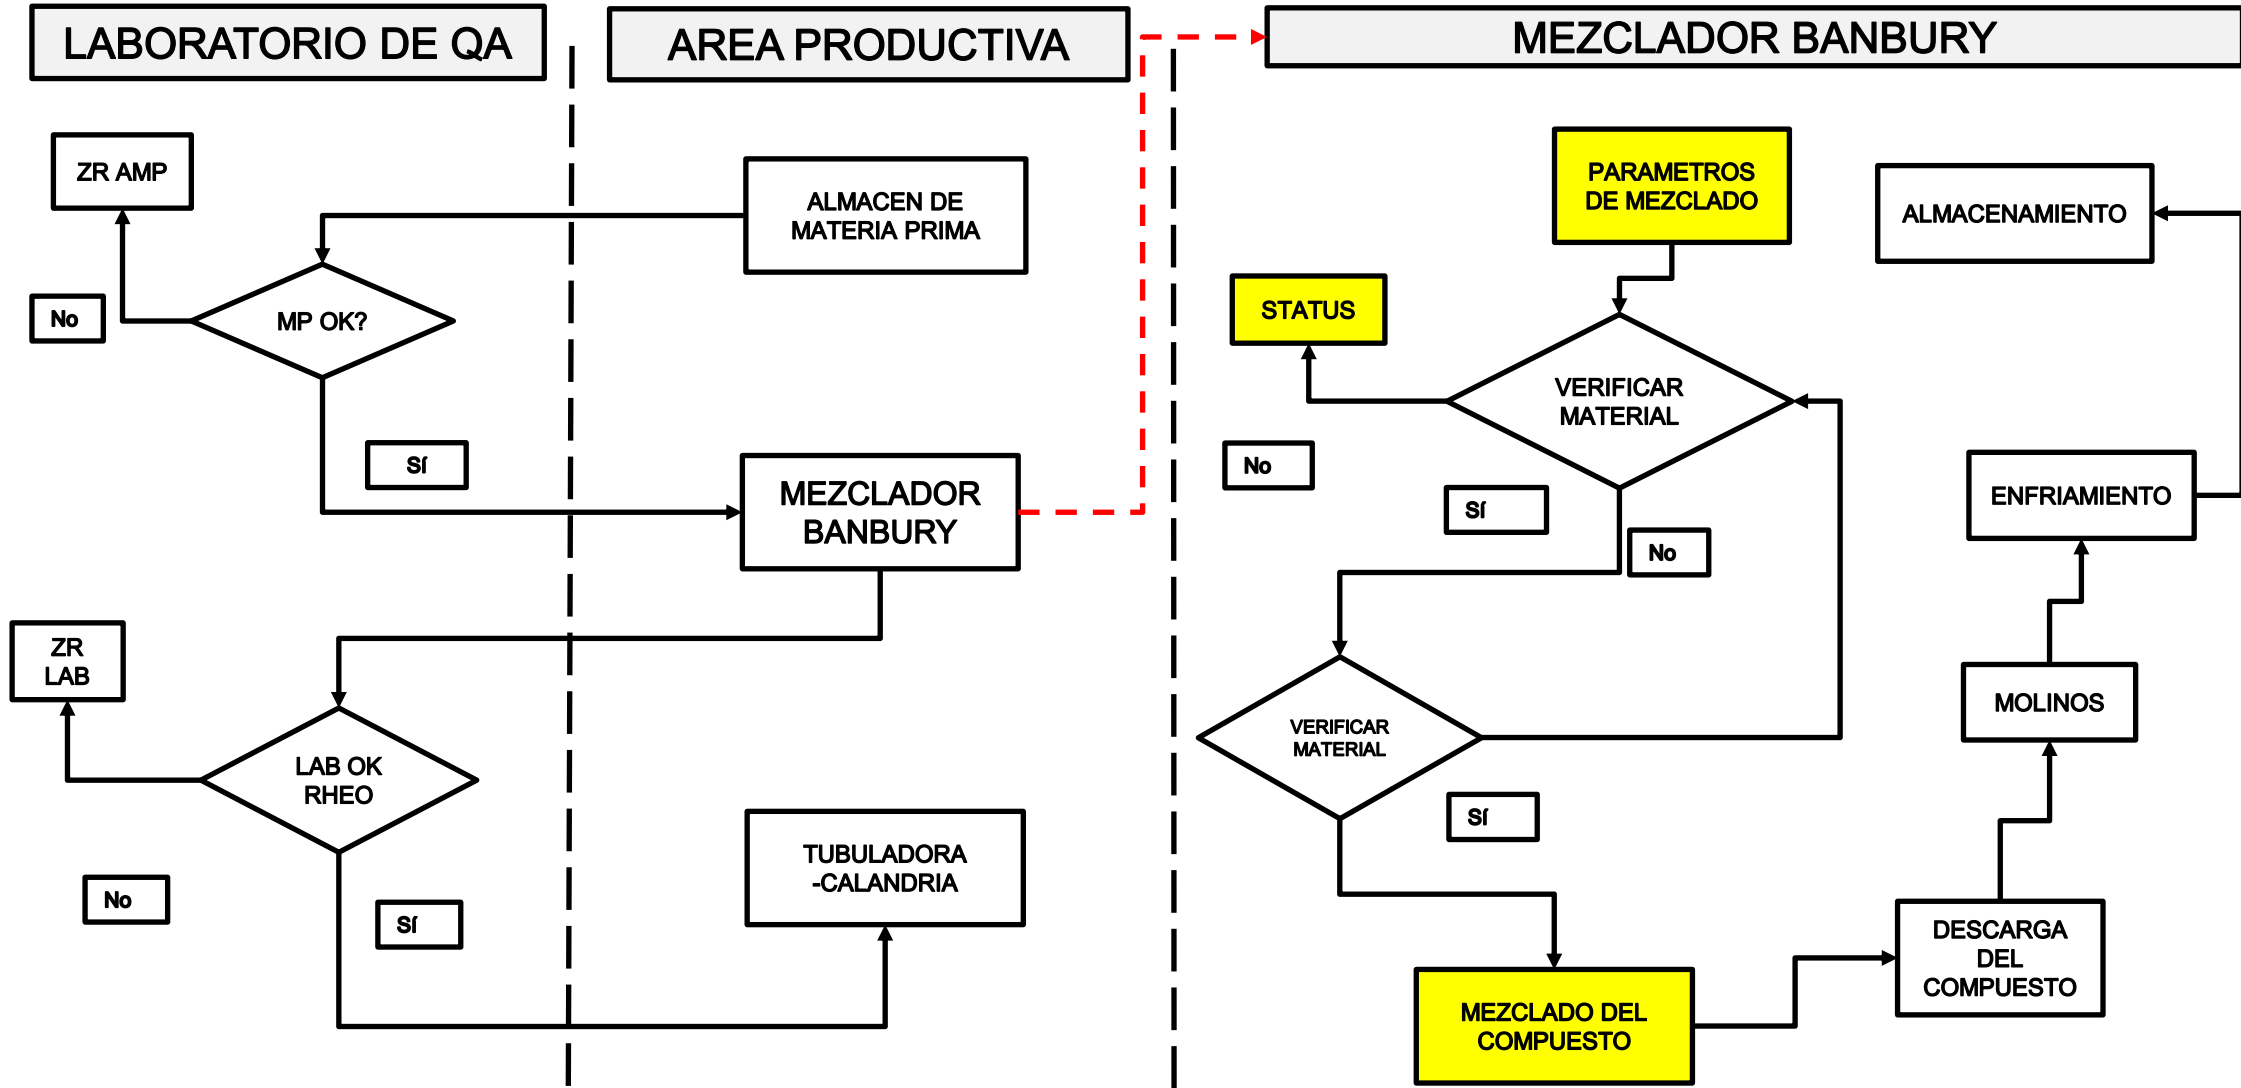 LABORATORIO DE QA
AREA PRODUCTIVA
MEZCLADOR BANBURY
ZR AMP
ALMACEN DE
MATERIA PRIMA
No
MP OK?
Sí
MEZCLADOR
BANBURY
ZR
LAB
LAB OK
RHEO
No
Sí
TUBULADORA
-CALANDRIA
PARAMETROS
DE MEZCLADO
STATUS
VERIFICAR
MATERIAL
No
Sí
No
VERIFICAR
MATERIAL
Sí
MEZCLADO DEL
COMPUESTO
DESCARGA
DEL
COMPUESTO
MOLINOS
ENFRIAMIENTO
ALMACENAMIENTO